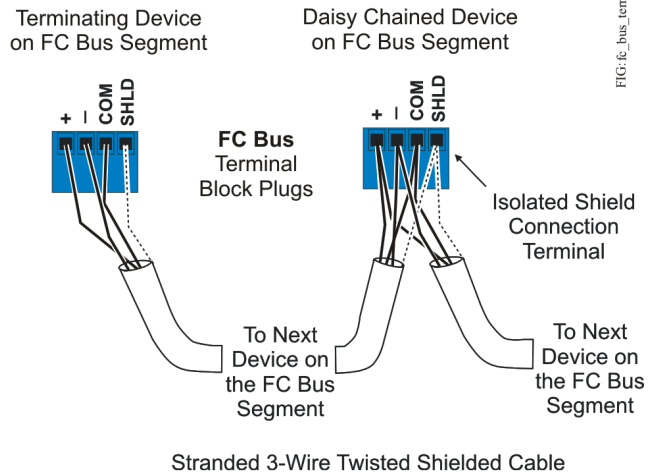 Terminating Device
on FC Bus Segment
Daisy Chained Device
on FC Bus Segment
+
–
COM
SHLD
FC Bus
Terminal
Block Plugs
+
–
COM
SHLD
Isolated Shield
Connection
Terminal
To Next
Device on
the FC Bus
Segment
To Next
Device on
the FC Bus
Segment
Stranded 3-Wire Twisted Shielded Cable